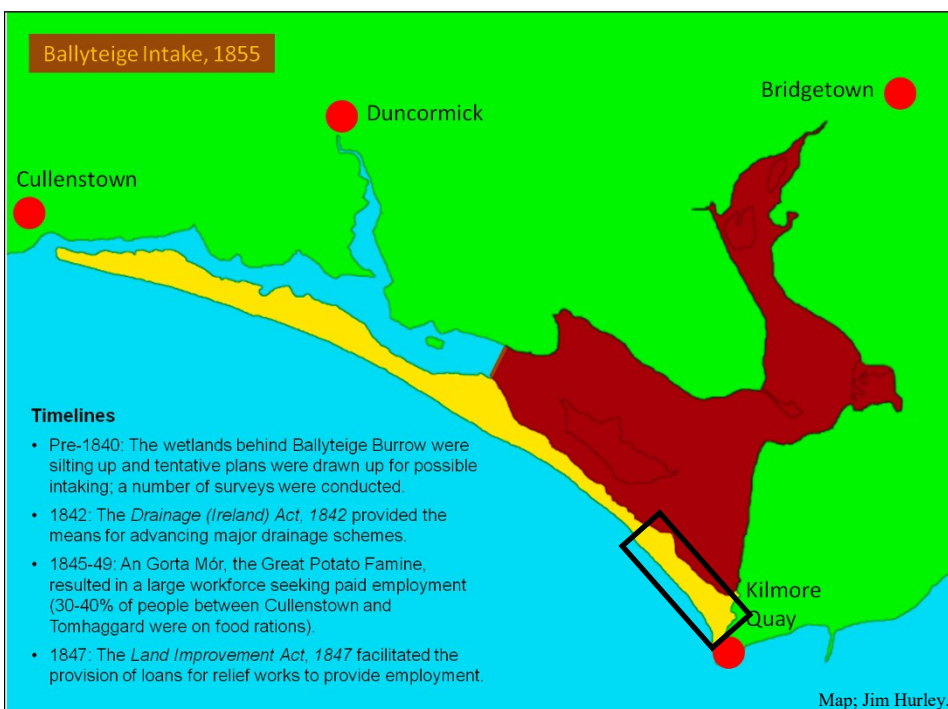 Ballyteige Intake, 1855
Bridgetown
Duncormick
Cullenstown
Timelines
• Pre-1840: The wetlands behind Ballyteige Burrow were
silting up and tentative plans were drawn up for possible
intaking; a number of surveys were conducted.
• 1842: The Drainage (Ireland) Act, 1842 provided the
means for advancing major drainage schemes.
• 1845-49: An Gorta Mór, the Great Potato Famine,
resulted in a large workforce seeking paid employment
(30-40% of people between Cullenstown and
Tomhaggard were on food rations).
• 1847: The Land Improvement Act, 1847 facilitated the
provision of loans for relief works to provide employment.
Kilmore
Quay
Map; Jim Hurley,